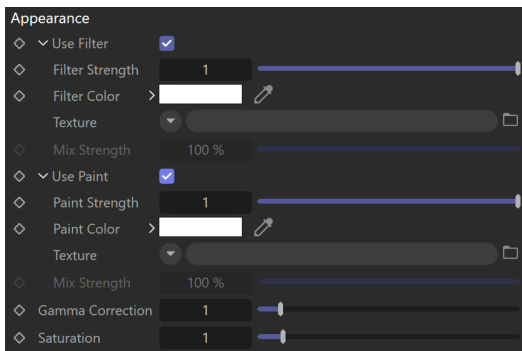 Appearance
Use Filter
Filter Strength 1
Filter Color
Texture
Mix Strength 100 %
Use Paint
Paint Strength 1
Paint Color
Texture
Mix Strength 100 %
Gamma Correction 1
Saturation 1